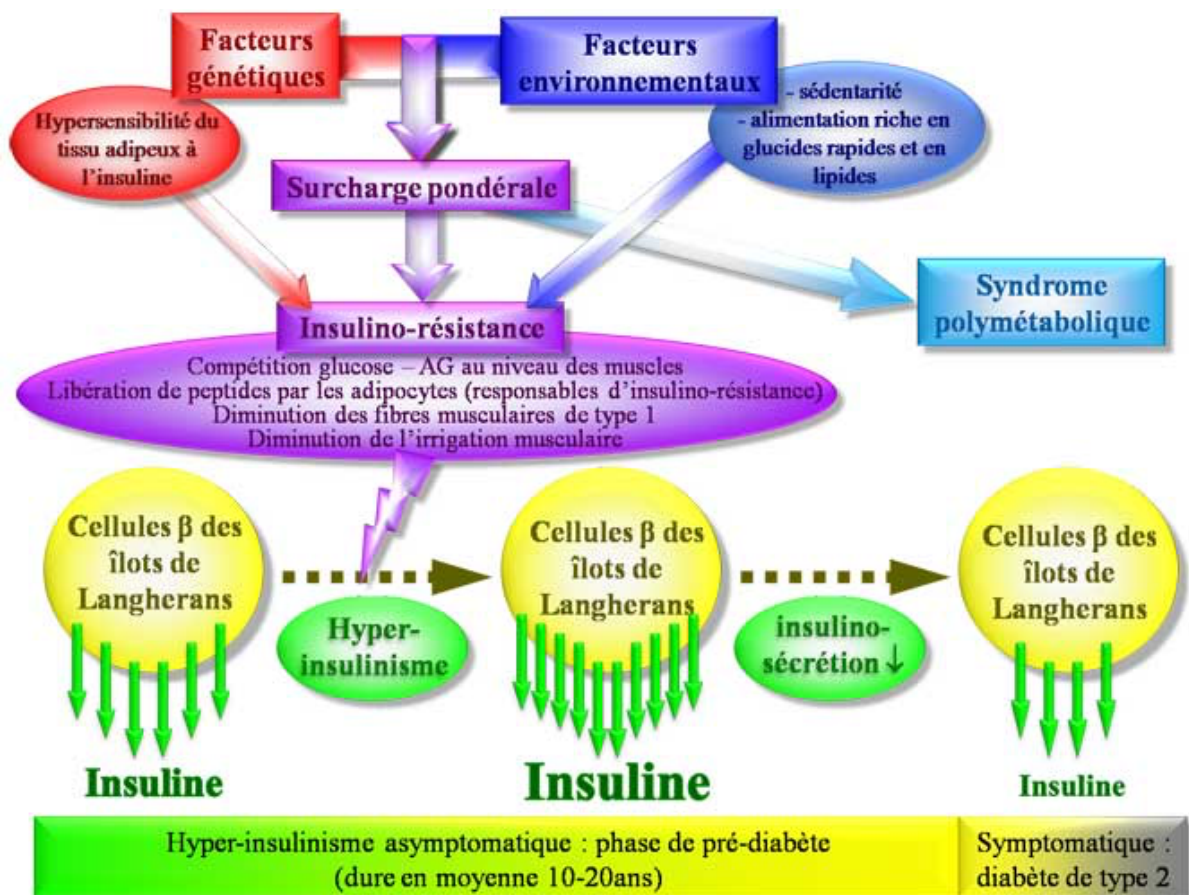 Facteurs
génétiques
Facteurs
environnementaux
Hypersensibilité du
tissu adipeux à
l’insuline
- sédentarité
- alimentation riche en
glucides rapides et en
lipides
Surcharge pondérale
Syndrome
polymétabolique
Insulino-résistance
Compétition glucose – AG au niveau des muscles
Libération de peptides par les adipocytes (responsables d’insulino-résistance)
Diminution des fibres musculaires de type 1
Diminution de l’irrigation musculaire
Cellules β des
îlots de
Langherans
Hyper-
insulinisme
Cellules β des
îlots de
Langherans
insulino-
sécrétion ↓
Cellules β des
îlots de
Langherans
Insuline
Insuline
Insuline
Hyper-insulinisme asymptomatique : phase de pré-diabète
(dure en moyenne 10-20ans)
Symptomatique :
diabète de type 2